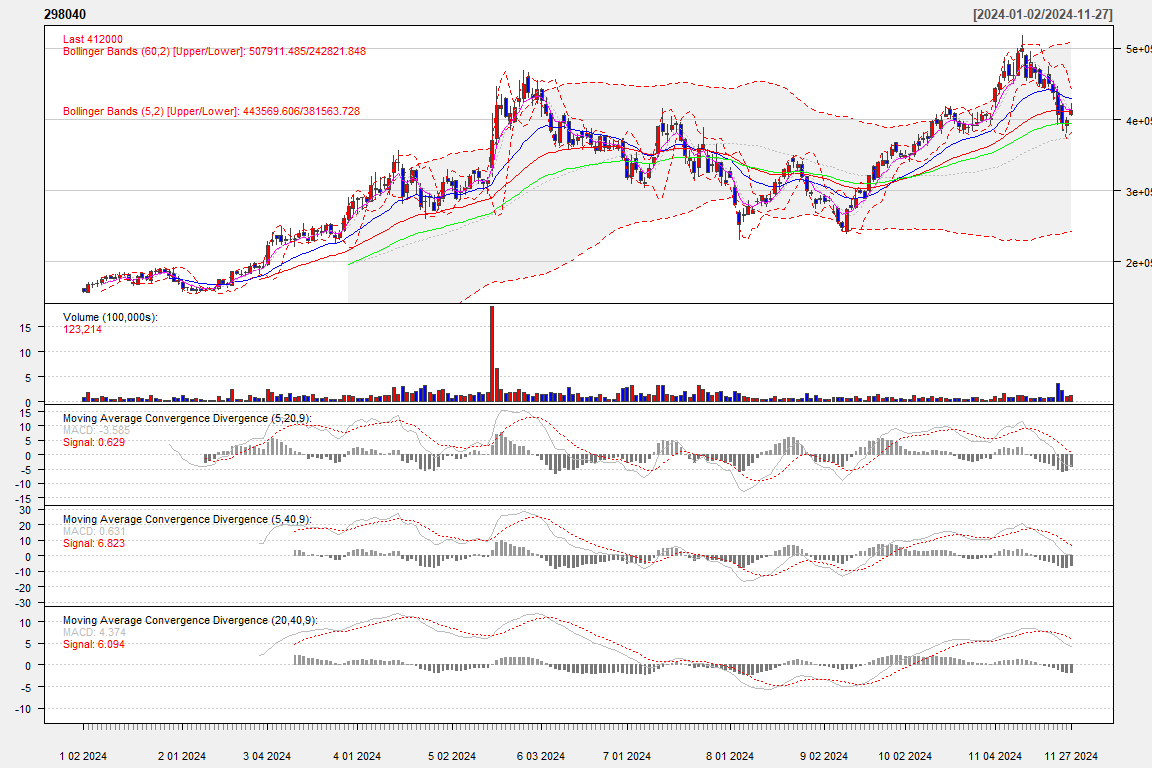 298040 [2024-01-02/2024-11-27]
Last 412000
Bollinger Bands (60,2) [Upper/Lower]: 507911.485/242821.848
Bollinger Bands (5,2) [Upper/Lower]: 443569.606/381563.728
5e+0
4e+0
3e+0
2e+0
Volume (100,000s):
123,214
15
10
5
0
Moving Average Convergence Divergence (5,20,9):
MACD: -3.585
Signal: 0.629
15
10
5
0
-5
-10
-15
Moving Average Convergence Divergence (5,40,9):
MACD: 0.631
Signal: 6.823
30
20
10
0
-10
-20
-30
Moving Average Convergence Divergence (20,40,9):
MACD: 4.374
Signal: 6.094
10
5
0
-5
-10
1 02 2024 2 01 2024 3 04 2024 4 01 2024 5 02 2024 6 03 2024 7 01 2024 8 01 2024 9 02 2024 10 02 2024 11 04 2024 11 27 2024